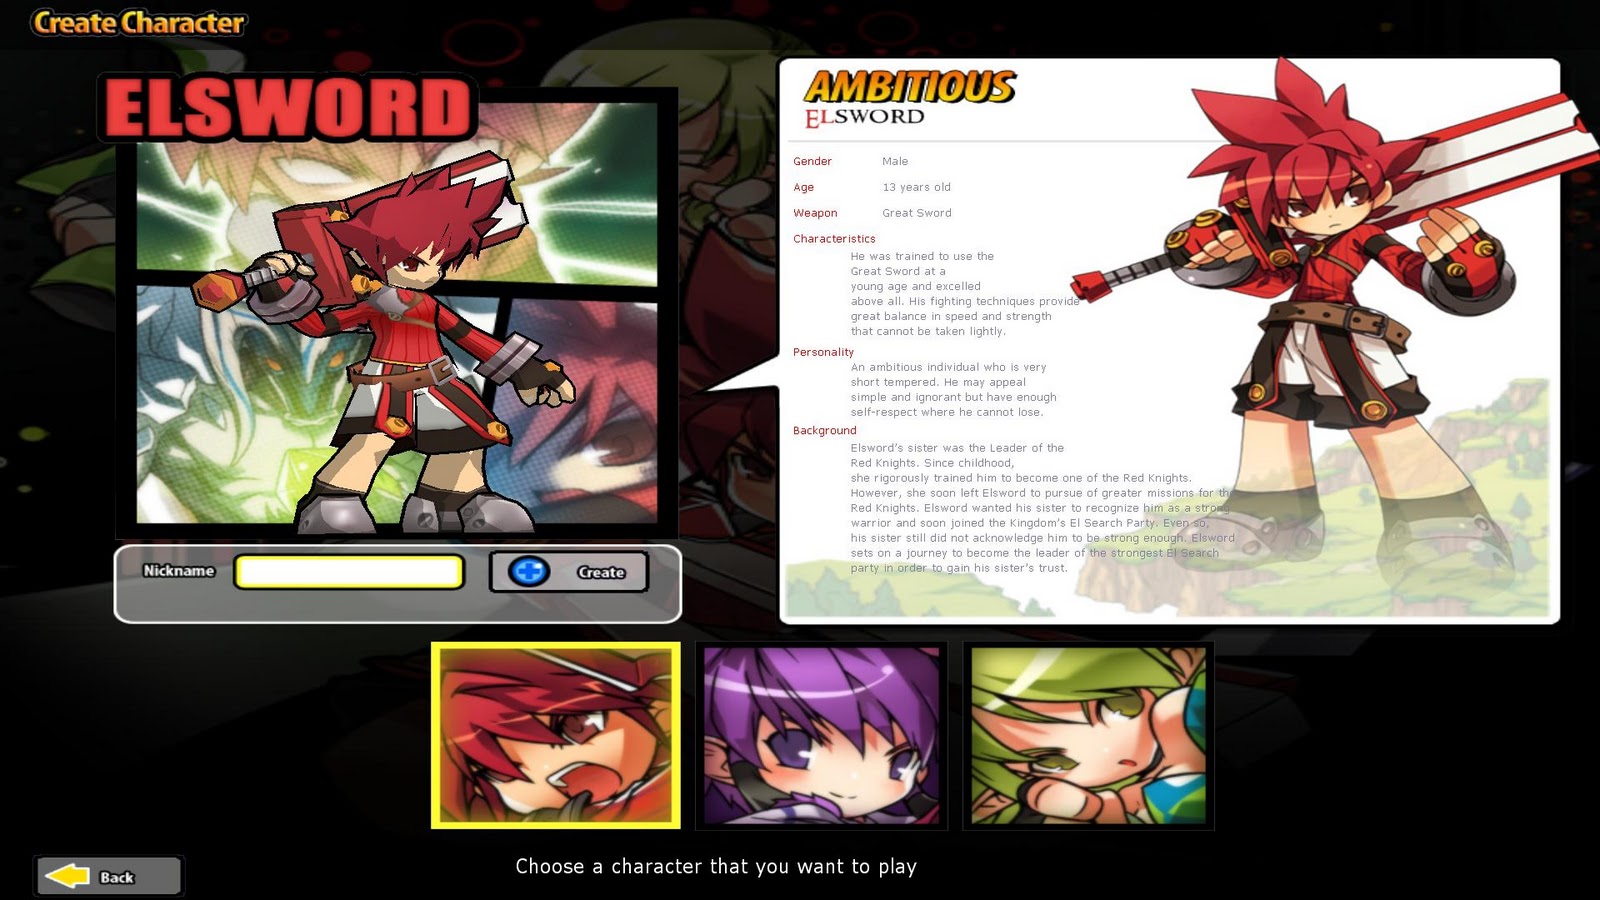 Create Character
ELSWORD
AMBITIOUS
ELSWORD
Gender Male
Age 13 years old
Weapon Great Sword
Characteristics
He was trained to use the
Great Sword at a
young age and excelled
above all. His fighting techniques provide
great balance in speed and strength
that cannot be taken lightly.
Personality
An ambitious individual who is very
short tempered. He may appeal
simple and ignorant but have enough
self-respect where he cannot lose.
Background
Elsword's sister was the Leader of the
Red Knights. Since childhood,
she rigorously trained him to become one of the Red Knights.
However, she soon left Elsword to pursue of greater missions for the
Red Knights. Elsword wanted his sister to recognize him as a strong
warrior and soon joined the Kingdom's El Search Party. Even so,
his sister still did not acknowledge him to be strong enough. Elsword
sets on a journey to become the leader of the strongest El Search
party in order to gain his sister's trust.
Nickname
Create
Choose a character that you want to play
Back